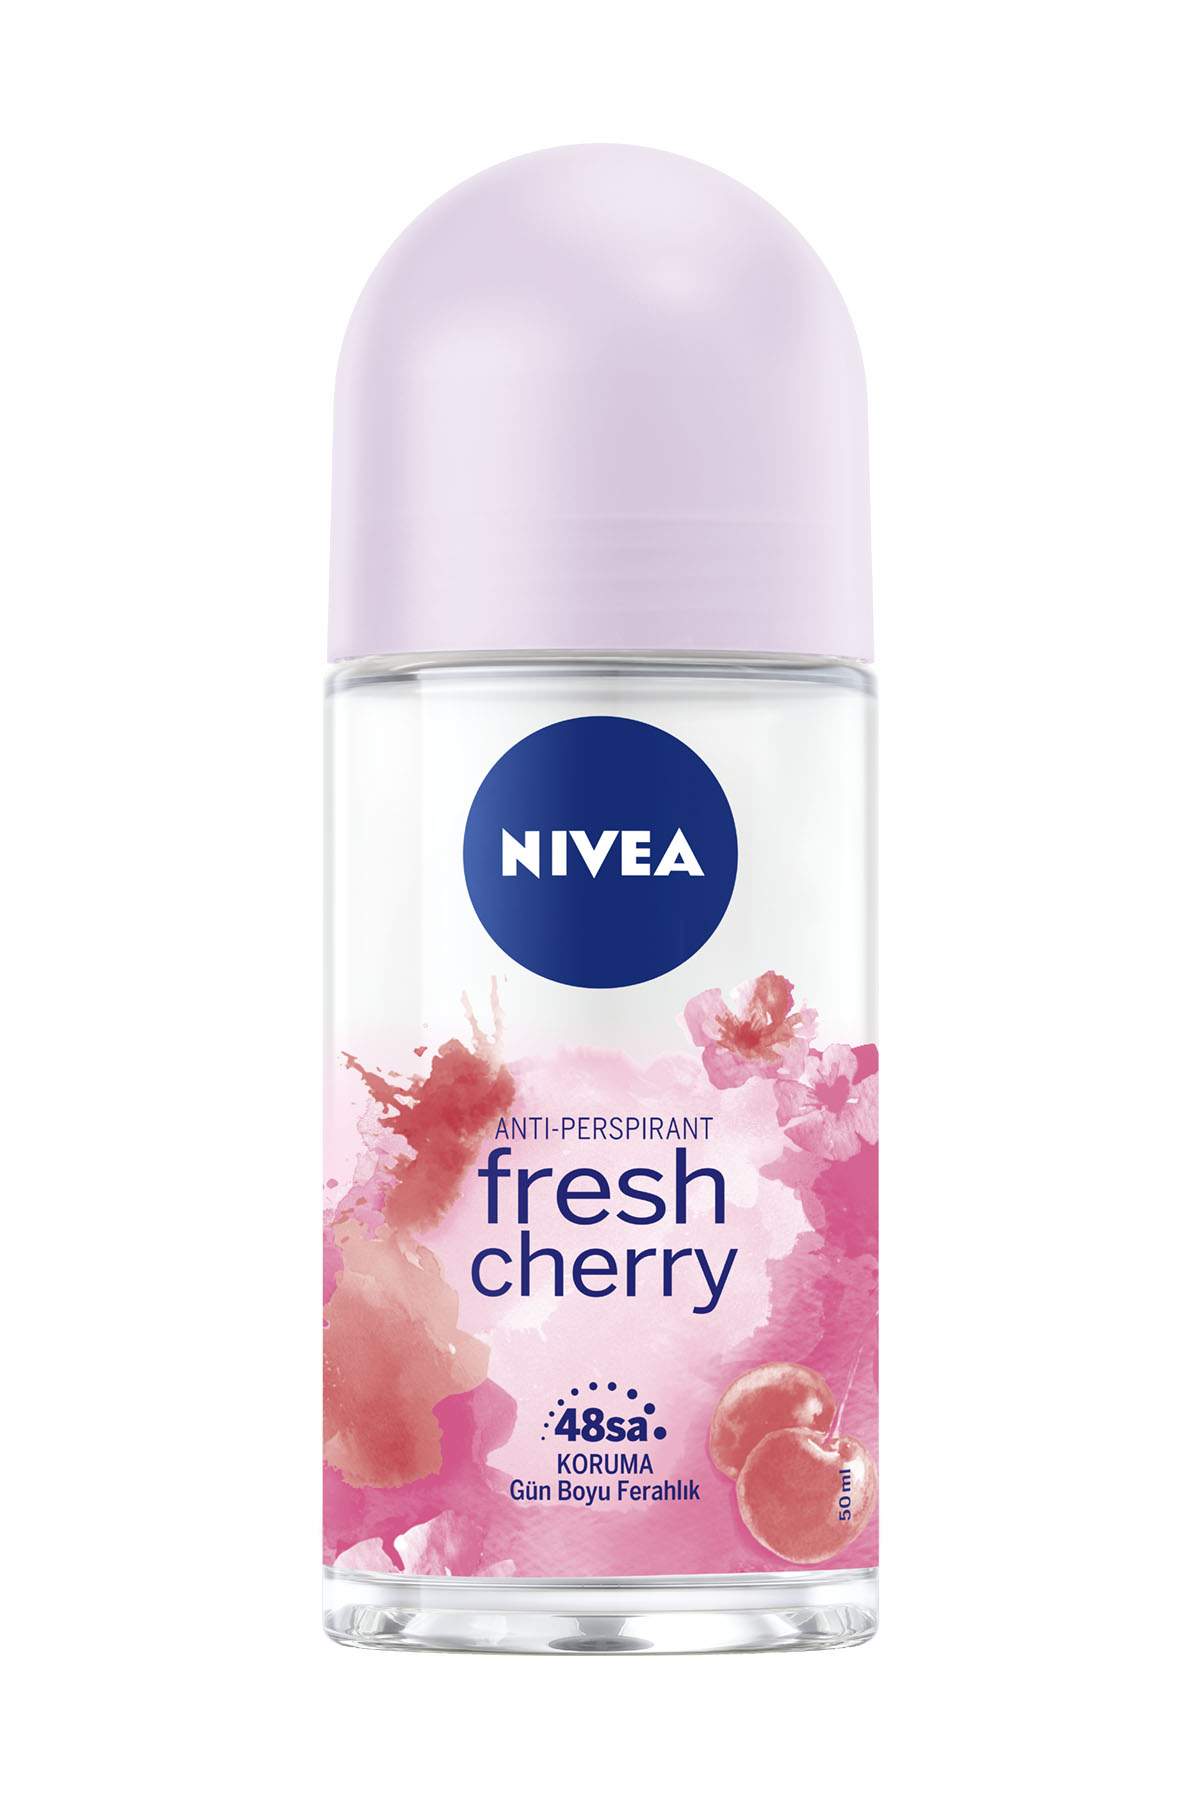 NIVEA
ANTI-PERSPIRANT
fresh
cherry
48sa
KORUMA
Gün Boyu Ferahlık
50 ml